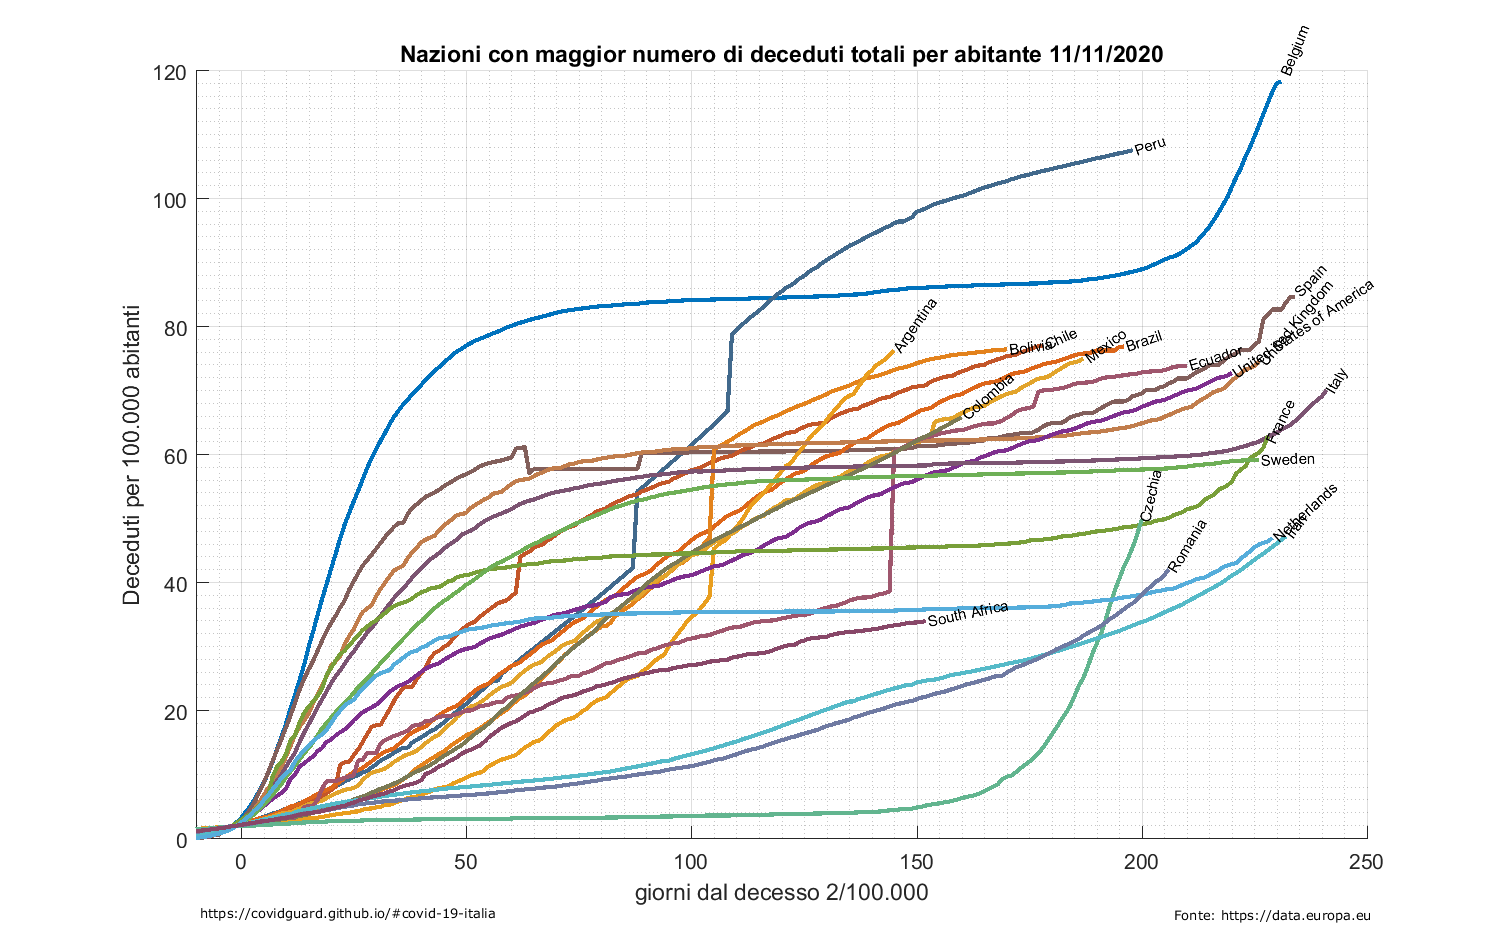 Nazioni con maggior numero di deceduti totali per abitante 11/11/2020
Deceduti per 100.000 abitanti
120
100
80
60
40
20
0
Belgium
Peru
Argentina
Bolivia
Chile
Mexico
Brazil
Colombia
Ecuador
Spain
United Kingdom
United States of America
Italy
France
Sweden
Czechia
Romania
Netherlands
Iran
South Africa
0 50 100 150 200 250
giorni dal decesso 2/100.000
https://covidguard.github.io/#covid-19-italia
Fonte: https://data.europa.eu